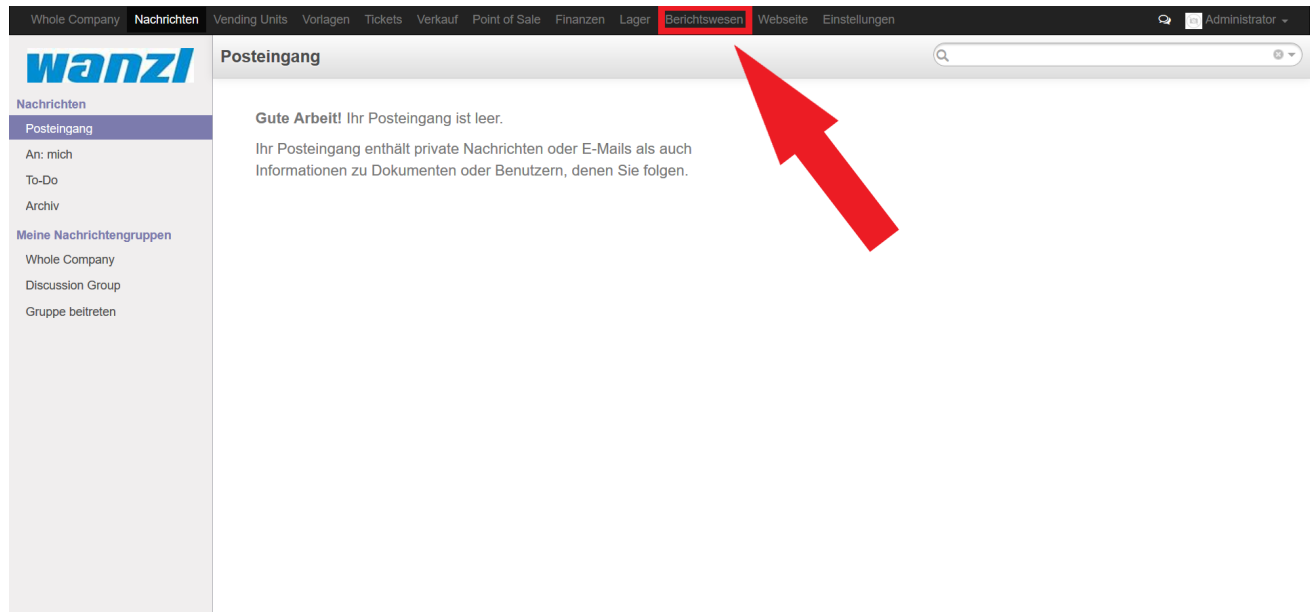 Whole Company Nachrichten Vending Units Vorlagen Tickets Verkauf Point of Sale Finanzen Lager Berichtswesen Webseite Einstellungen Administrator
wanzl
Posteingang
Nachrichten
Posteingang
An: mich
To-Do
Archiv
Meine Nachrichtengruppen
Whole Company
Discussion Group
Gruppe beitreten
Gute Arbeit! Ihr Posteingang ist leer.
Ihr Posteingang enthält private Nachrichten oder E-Mails als auch
Informationen zu Dokumenten oder Benutzern, denen Sie folgen.